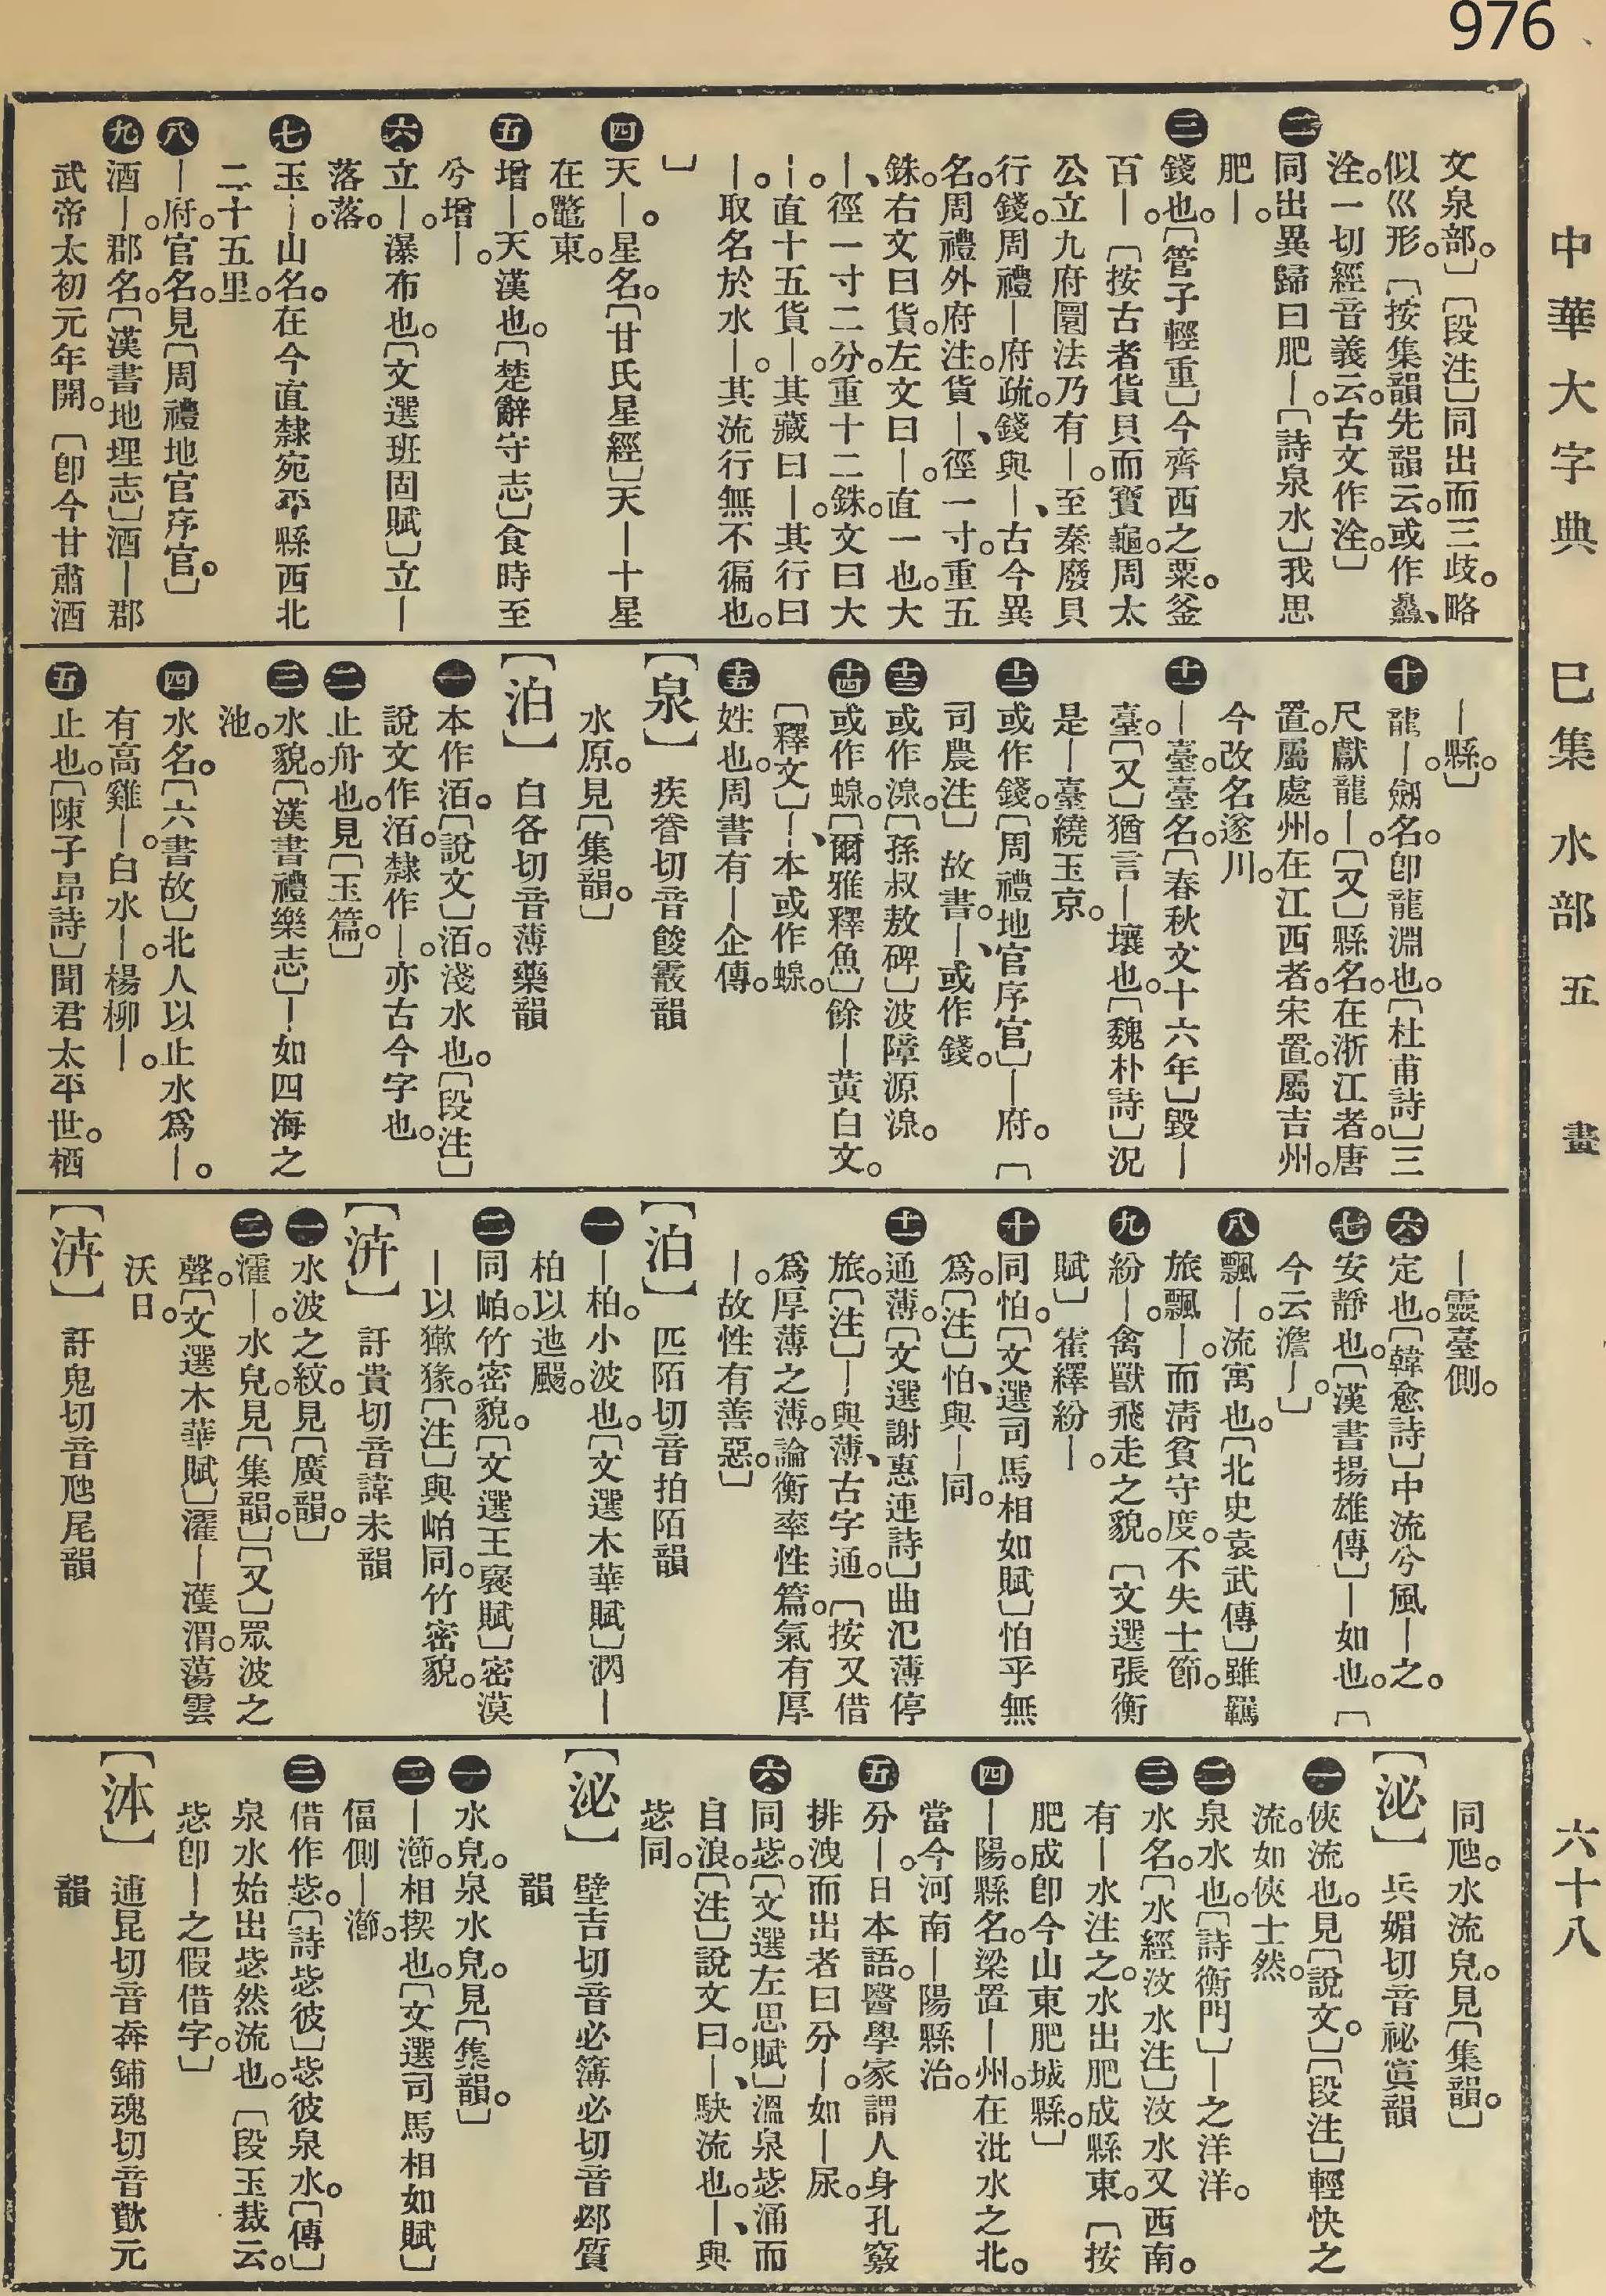 976
中華大字典 巳集 水部 五畫 六十八
文泉部。〕〔段注〕同出而三歧。略
似巛形。〔按集韻先韻云。或作灥、
洤。一切經音義云。古文作洤。〕
㊁同出異歸曰肥｜。〔詩泉水〕我思
肥｜。
㊂錢也。〔管子輕重〕今齊西之粟。釜
百｜。〔按古者貨貝而寶龜。周太
公立九府圜法乃有｜。至秦廢貝
行錢。周禮｜府疏。錢與｜、古今異
名。周禮外府注。貨｜、徑一寸。重五
銖。右文曰貨。左文曰｜。直一也。大
｜、徑一寸二分。重十二銖。文曰大
｜。直十五貨｜。其藏曰｜。其行曰
｜。取名於水｜。其流行無不徧也。
〕
㊃天｜。星名。〔甘氏星經〕天｜十星
在鼈東。
㊄增｜。天漢也。〔楚辭守志〕食時至
兮增｜。
㊅立｜。瀑布也。〔文選班固賦〕立｜
落落。
㊆玉｜。山名。在今直隸宛平縣西北
二十五里。
㊇｜府。官名。見〔周禮地官序官。〕
㊈酒｜。郡名。〔漢書地理志〕酒｜郡
武帝太初元年開。〔卽今甘肅酒
｜縣。〕
㊉龍｜。劒名。卽龍淵也。〔杜甫詩〕三
尺獻龍｜。〔又〕縣名。在浙江者。唐
置。屬處州。在江西者。宋置。屬吉州。
今改名遂川。
十一｜臺。臺名。〔春秋文十六年〕毀｜
臺。〔又〕猶言｜壤也。〔魏朴詩〕況
是｜臺繞玉京。
十二或作錢。〔周禮地官序官〕｜府。〔
司農注〕故書｜、或作錢。
十三或作湶。〔孫叔敖碑〕波障源湶。
十四或作蜧。〔爾雅釋魚〕餘｜黃白文。
〔釋文〕｜、本或作蜧。
十五姓也。周書有｜企傳。
〔泉〕疾眷切音餕霰韻
水原。見〔集韻。〕
〔泊〕白各切音薄藥韻
㊀本作洦。〔說文〕洦。淺水也。〔段注〕
說文作洦。隸作｜。亦古今字也。
㊁止舟也。見〔玉篇。〕
㊂水貌。〔漢書禮樂志〕｜如四海之
池。
㊃水名。〔六書故〕北人以止水爲｜。
有高雞｜。白水｜。楊柳｜。
㊄止也。〔陳子昂詩〕聞君太平世。栖
｜靈臺側。
㊅定也。〔韓愈詩〕中流兮風｜之。
㊆安靜也。〔漢書揚雄傳〕｜如也。〔
今云澹｜。〕
㊇飄｜。流寓也。〔北史袁武傳〕雖羈
旅飄｜。而清貧守度。不失士節。
㊈紛｜。禽獸飛走之貌。〔文選張衡
賦〕霍繹紛｜。
㊉同怕。〔文選司馬相如賦〕怕乎無
爲。〔注〕怕、與｜同。
十一通薄。〔文選謝惠連詩〕曲氾薄停
旅。〔注〕｜與薄、古字通。〔按又借
爲厚薄之薄。論衡率性篇。氣有厚
｜。故性有善惡。〕
〔泊〕匹陌切音拍陌韻
㊀｜柏。小波也。〔文選木華賦〕㴸｜
柏以迆颺。
㊁同岶。竹密貌。〔文選王襃賦〕密漠
｜以㺖㺄。〔注〕與岶同。竹密貌。
〔泋〕訏貴切音諱未韻
㊀水波之紋。見〔廣韻。〕
㊁濯｜。水皃。見〔集韻。〕〔又〕眾波之
聲。〔文選木華賦〕濯｜濩渭。蕩雲
沃日。
〔泋〕訏鬼切音虺尾韻
同虺。水流皃。見〔集韻。〕
〔泌〕兵媚切音祕寘韻
㊀俠流也。見〔說文。〕〔段注〕輕快之
流。如俠士然。
㊁泉水也。〔詩衡門〕｜之洋洋。
㊂水名。〔水經汶水注〕汶水又西南。
有｜水注之。水出肥成縣東。〔按
肥成卽今山東肥城縣。〕
㊃｜陽。縣名。梁置｜州。在沘水之北。
當今河南｜陽縣治。
㊄分｜。日本語。醫學家謂人身孔竅
排洩而出者曰分｜。如｜尿。
㊅同毖。〔文選左思賦〕溫泉毖涌而
自浪。〔注〕說文曰。｜、駃流也。｜、與
毖同。
〔泌〕壁吉切音必簿必切音邲質
韻
㊀水皃。泉水皃。見〔集韻。〕
㊁｜瀄。相揳也。〔文選司馬相如賦〕
偪側｜瀄。
㊂借作毖。〔詩毖彼〕毖彼泉水。〔傳〕
泉水始出毖然流也。〔段玉裁云。
毖卽｜之假借字。〕
〔泍〕逋昆切音奔鋪魂切音歕元
韻